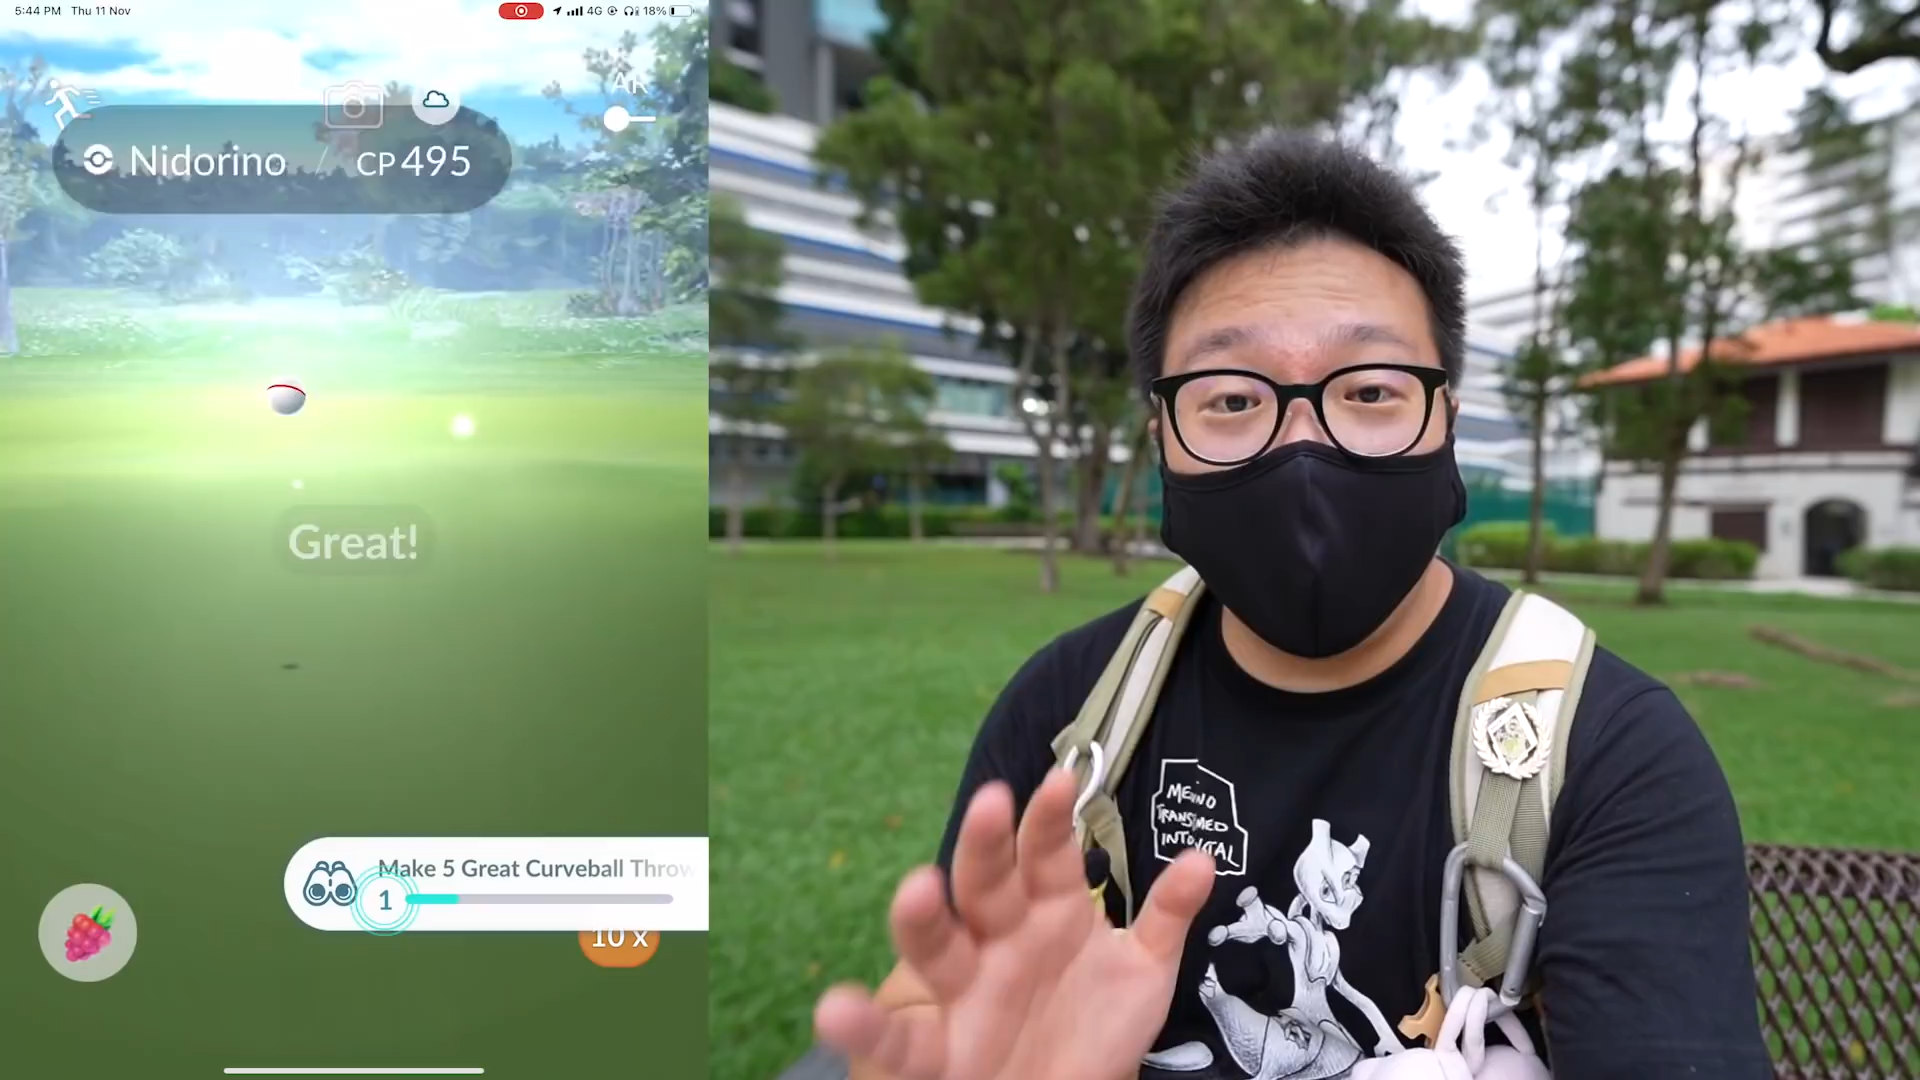 5:44 PM Thu 11 Nov
4G 18%
AR
Nidorino / CP495
Great!
Make 5 Great Curveball Throw
1
10 x